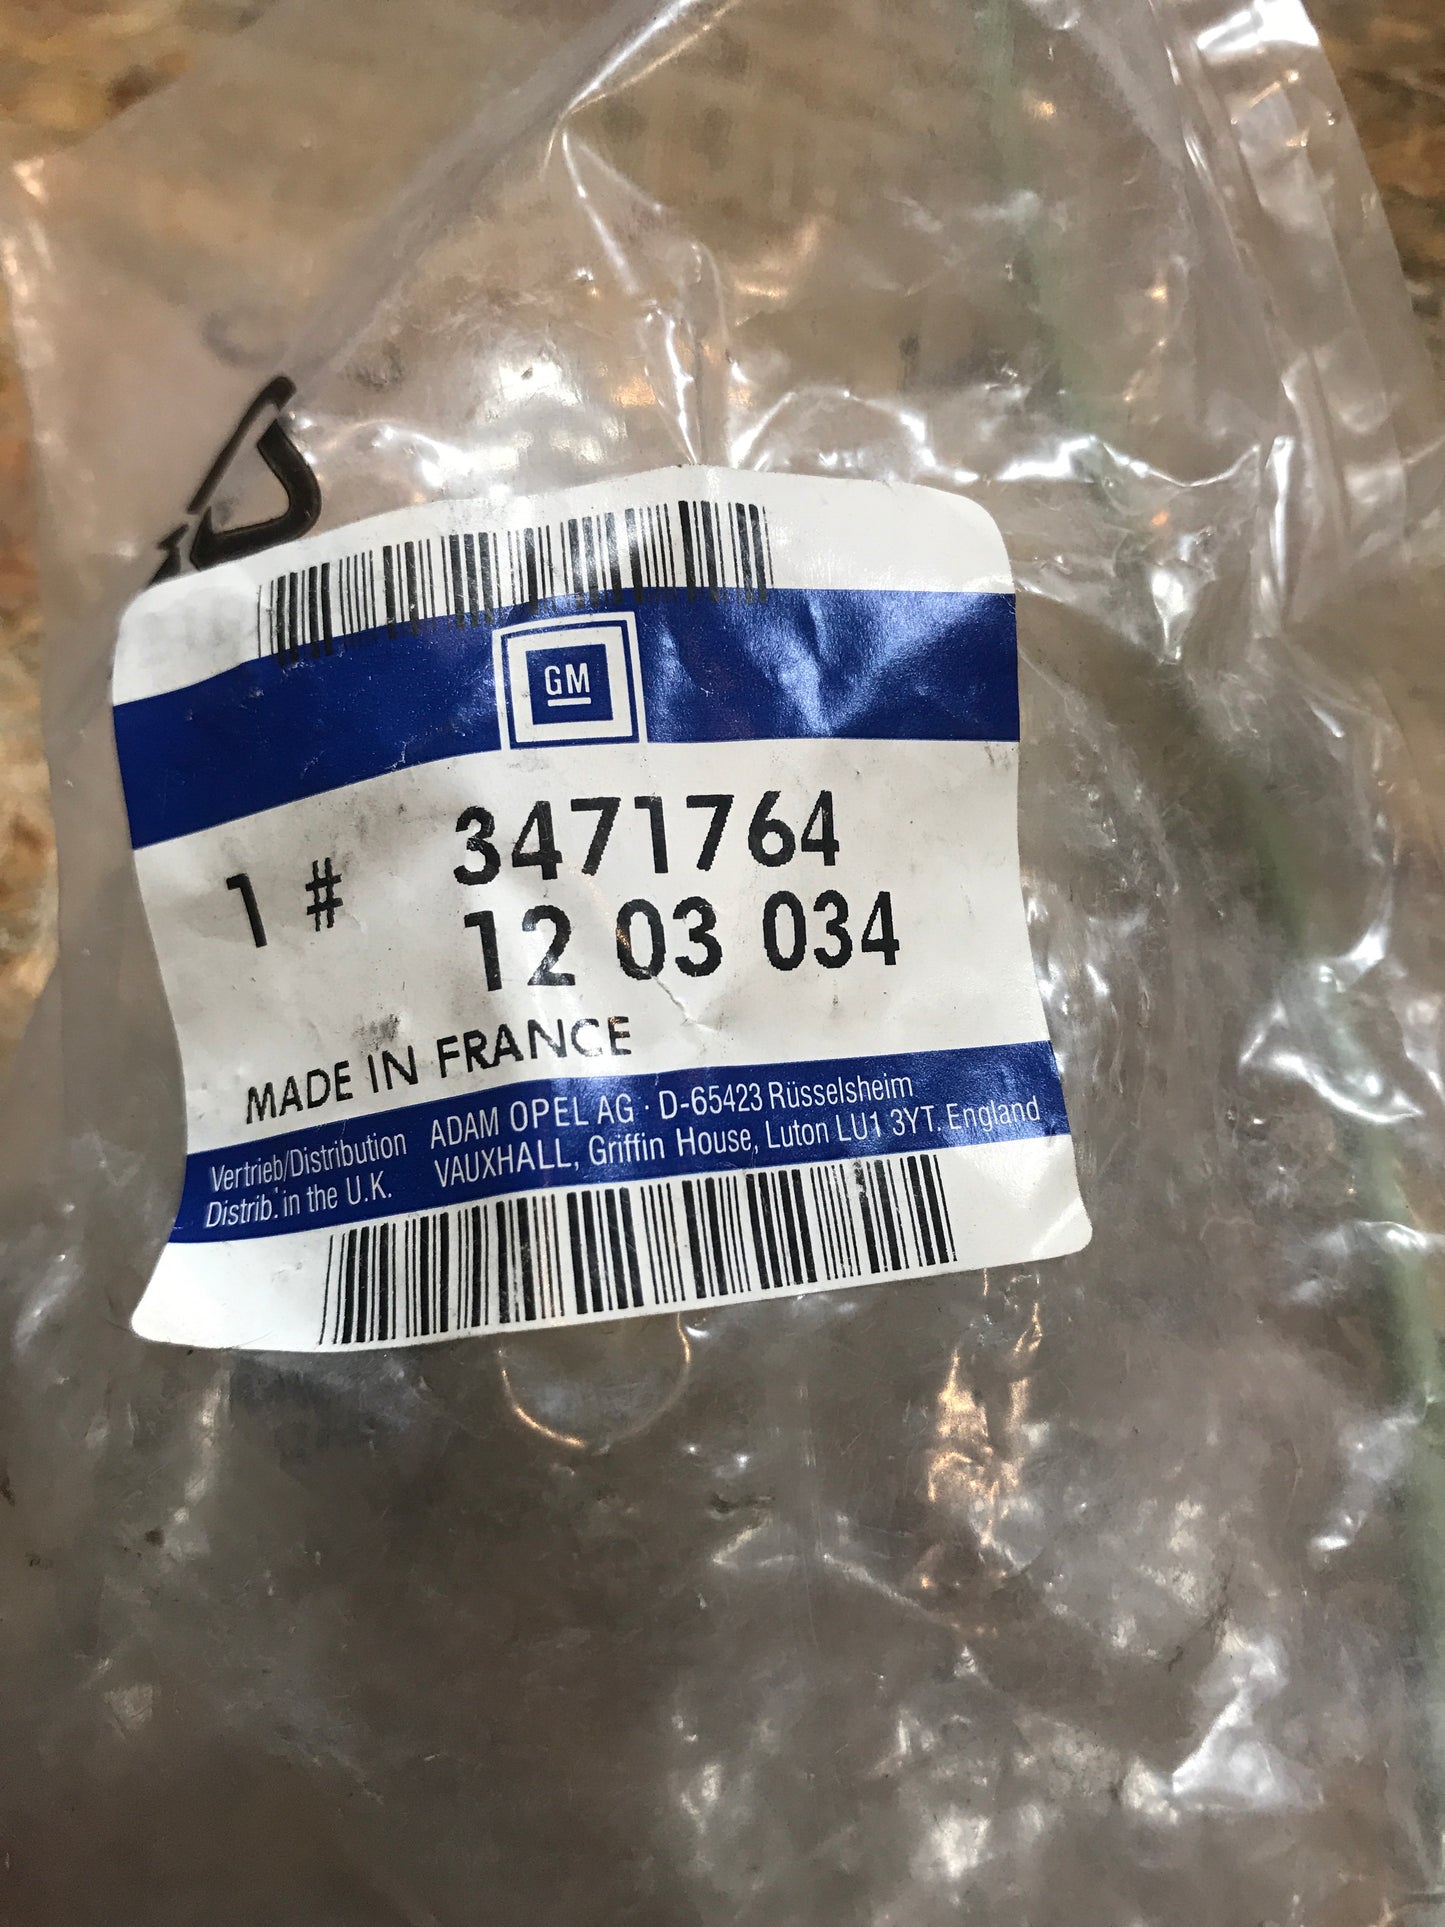 GM
1 # 3471764
12 03 034
MADE IN FRANCE
Vertrieb/Distribution ADAM OPEL AG · D-65423 Rüsselsheim
Distrib. in the U.K. VAUXHALL, Griffin House, Luton LU1 3YT. England